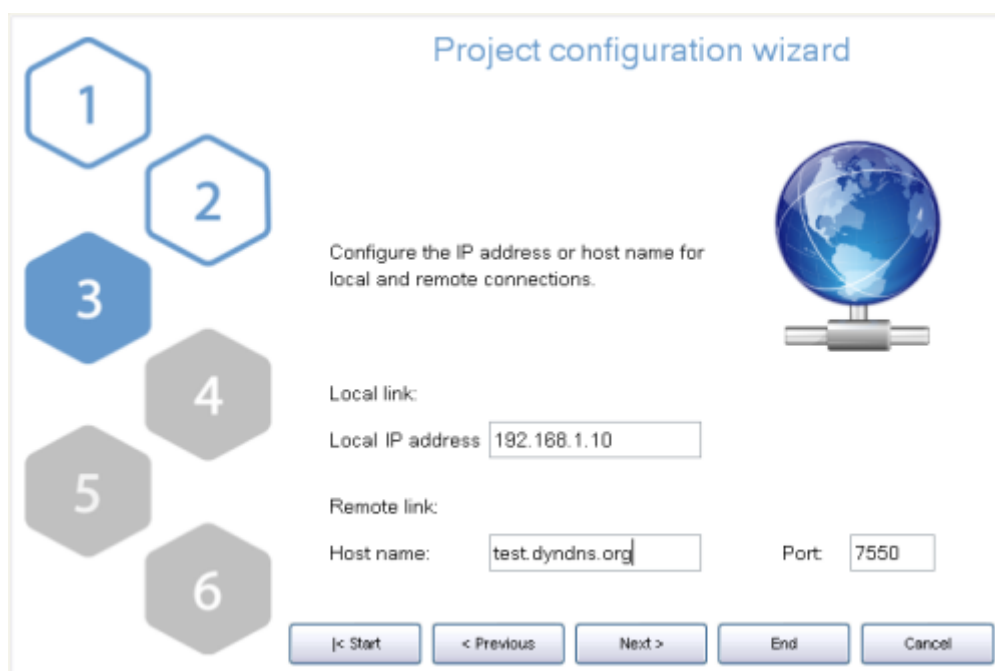 Project configuration wizard
1
2
3
4
5
6
Configure the IP address or host name for
local and remote connections.
Local link:
Local IP address 192.168.1.10
Remote link:
Host name: test.dyndns.org Port: 7550
|< Start < Previous Next > End Cancel